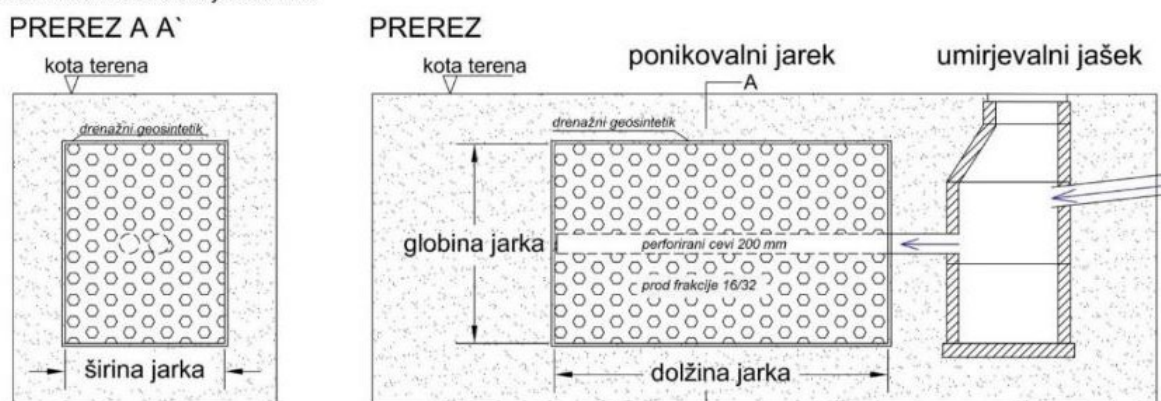 PREREZ A A`
kota terena
drenažni geosintetik
širina jarka
PREREZ
ponikovalni jarek
umirjevalni jašek
kota terena
A
drenažni geosintetik
globina jarka
perforirani cevi 200 mm
prod frakcije 16/32
dolžina jarka